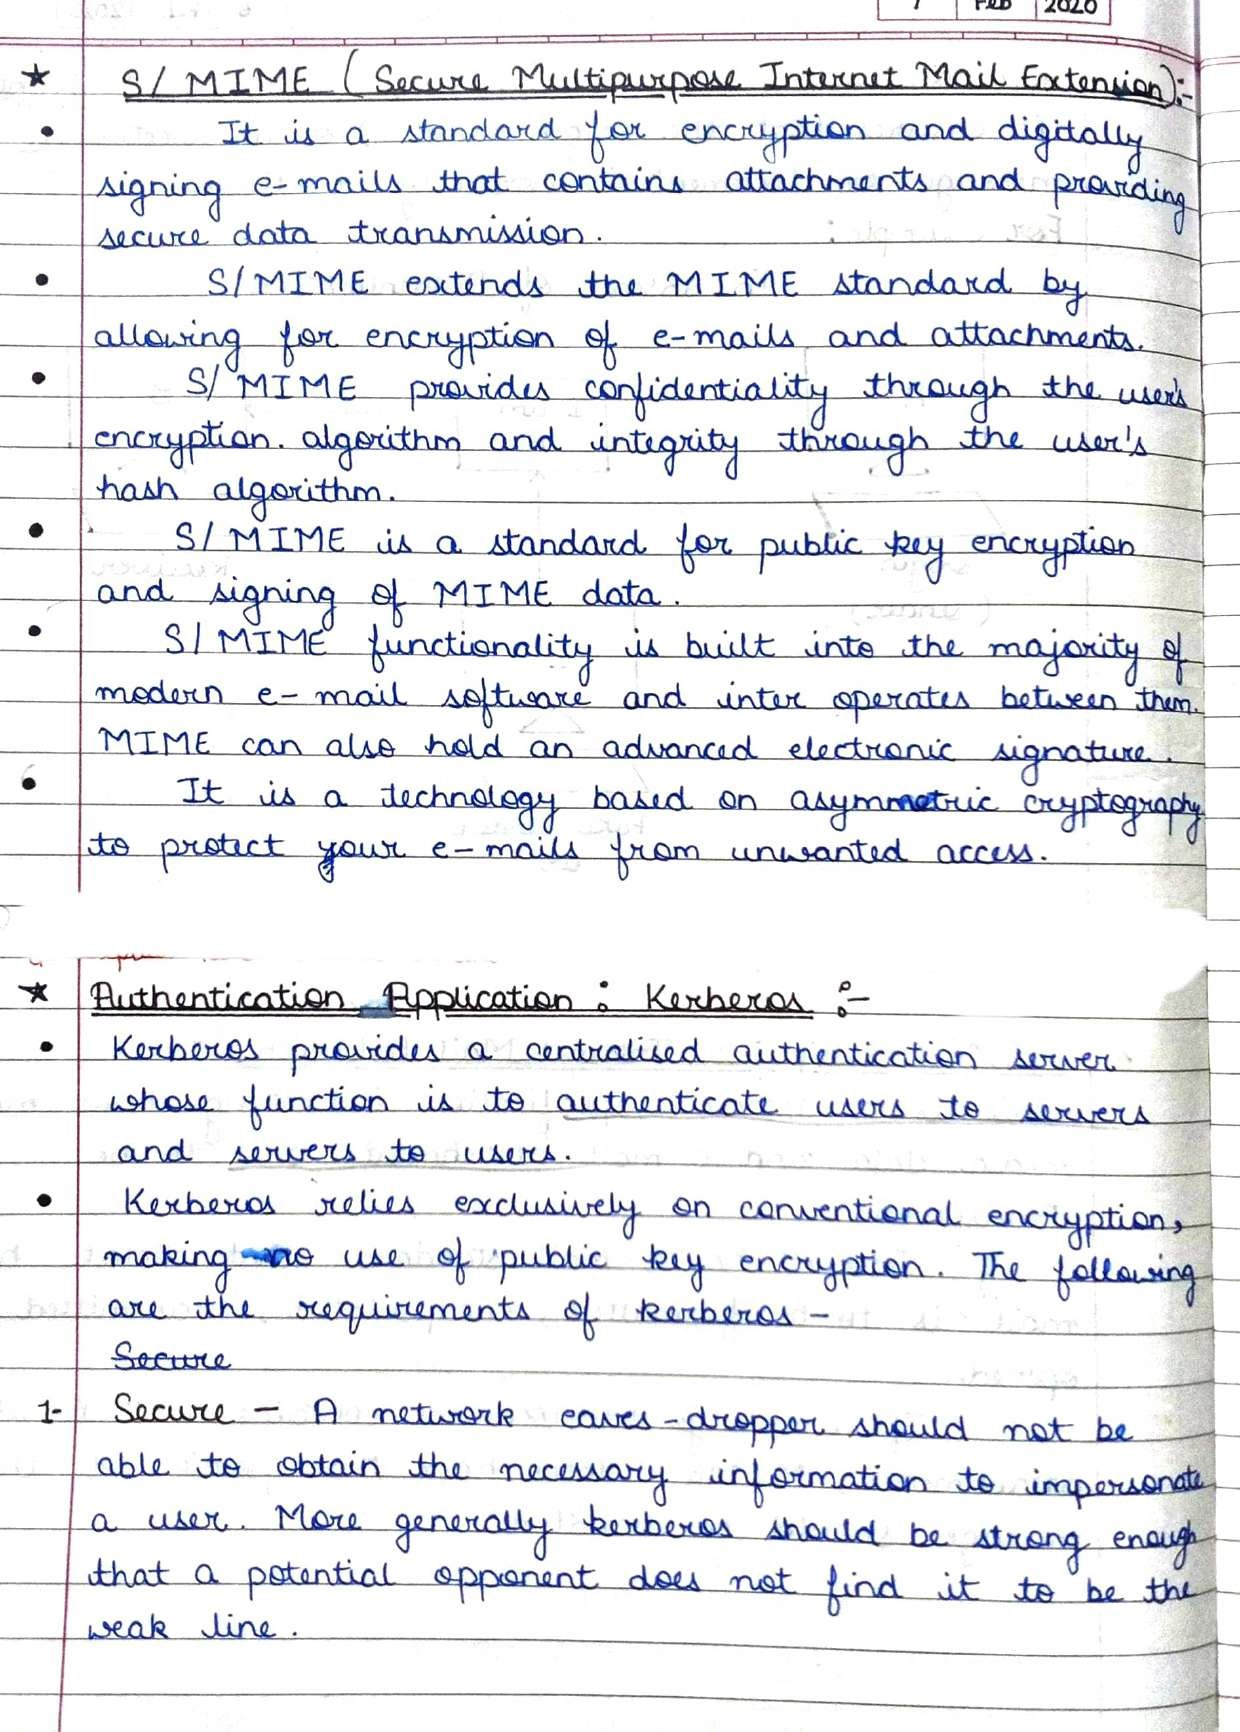 7 Feb 2020
★ S/ MIME (Secure Multipurpose Internet Mail Extension):-
• It is a standard for encryption and digitally
signing e-mails that contains attachments and providing
secure data transmission.
• S/MIME extends the MIME standard by
allowing for encryption of e-mails and attachments.
• S/ MIME provides confidentiality through the user's
encryption. algorithm and integrity through the user's
hash algorithm.
• S/MIME is a standard for public key encryption
and signing of MIME data.
• S/MIME functionality is built into the majority of
modern e-mail software and inter operates between them.
MIME can also hold an advanced electronic signature.
• It is a technology based on asymmetric cryptography
to protect your e-mails from unwanted access.
★ Authentication Application : Kerberos :-
• Kerberos provides a centralised authentication server
whose function is to authenticate users to servers
and servers to users.
• Kerberos relies exclusively on conventional encryption,
making no use of public key encryption. The following
are the requirements of kerberos -
Secure
1- Secure - A network eaves-dropper should not be
able to obtain the necessary information to impersonate
a user. More generally kerberos should be strong enough
that a potential opponent does not find it to be the
weak line.